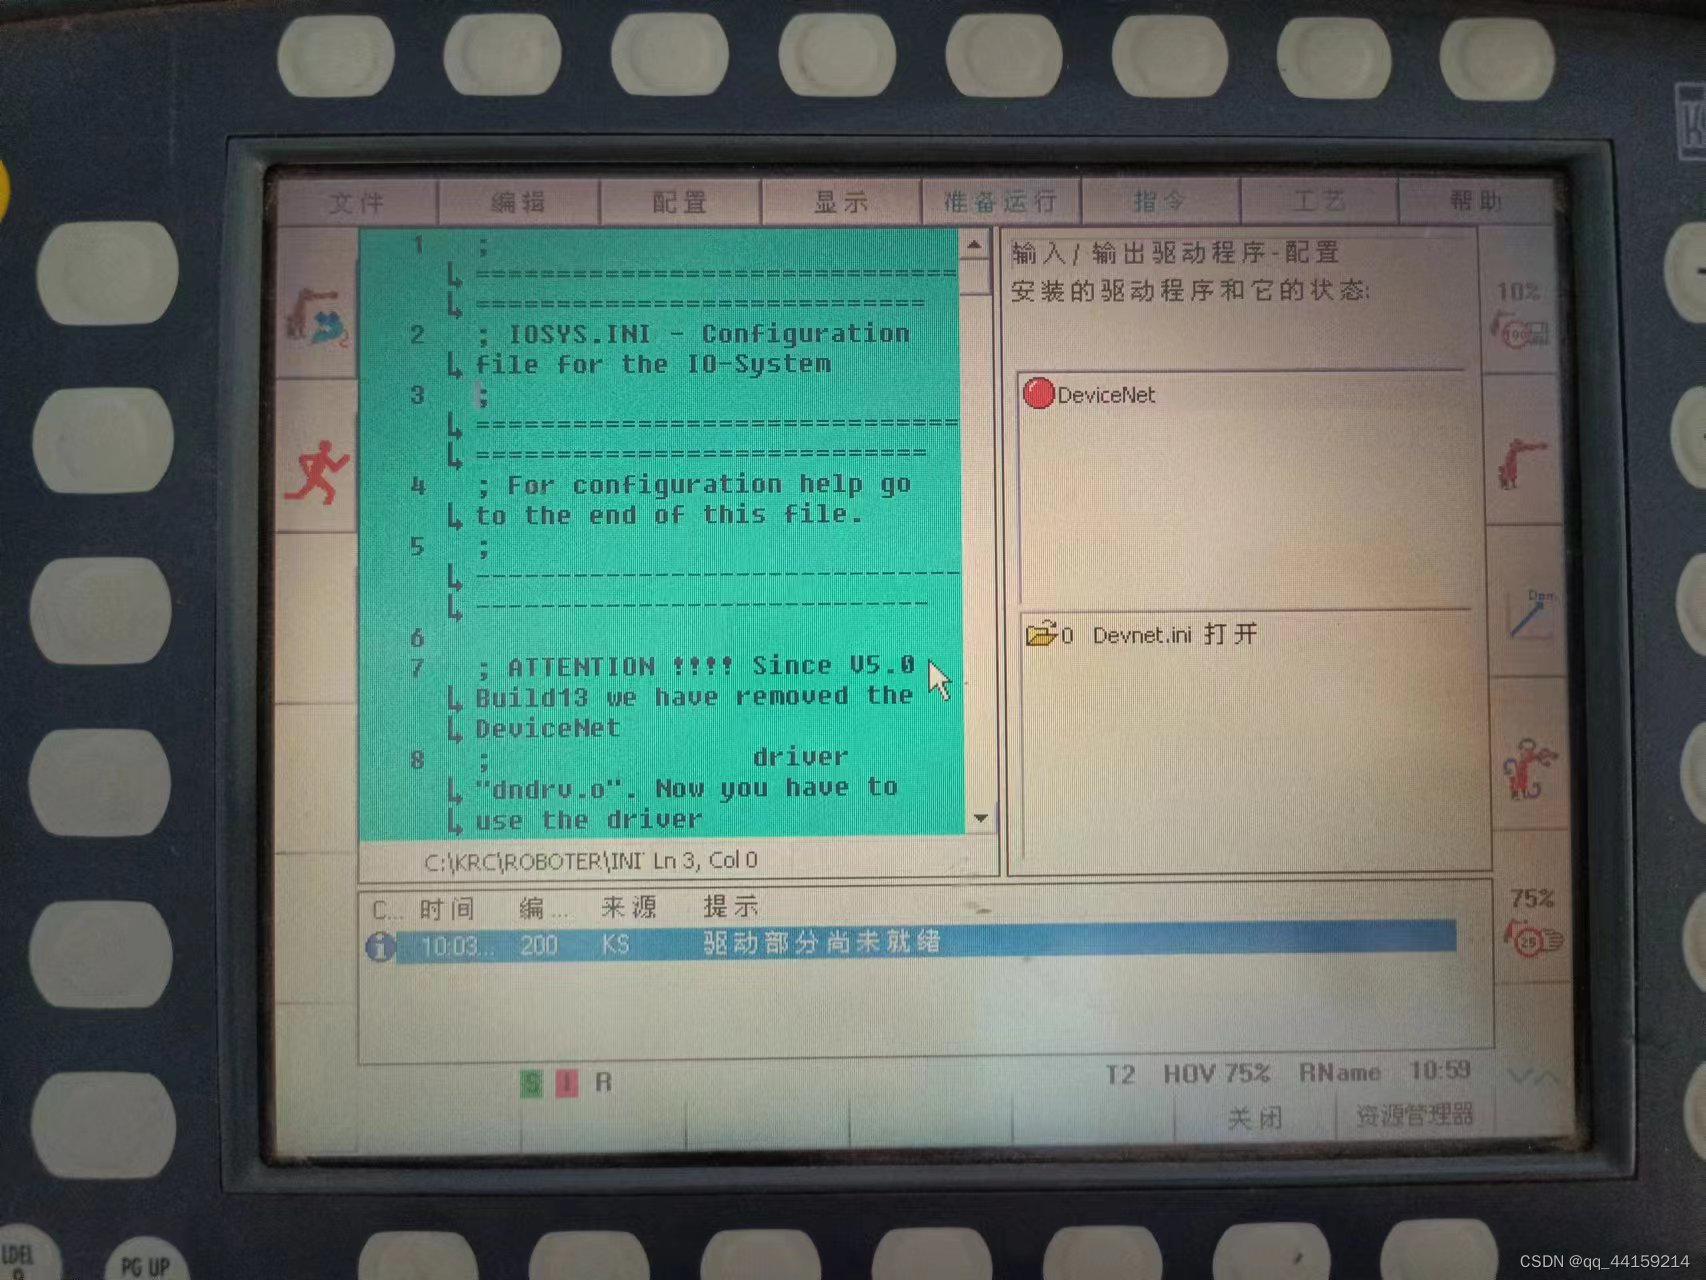 文件 编辑 配置 显示 准备运行 指令 工艺 帮助
1 ;
================================
============================
2 ; IOSYS.INI - Configuration
file for the IO-System
3 ;
================================
============================
4 ; For configuration help go
to the end of this file.
5 ;
------------------------------
----------------------------
6
7 ; ATTENTION !!!! Since V5.0
Build13 we have removed the
DeviceNet
8 ; driver
"dndrv.o". Now you have to
use the driver
C:\KRC\ROBOTER\INI Ln 3, Col 0
输入/输出驱动程序-配置
安装的驱动程序和它的状态:
DeviceNet
0 Devnet.ini 打开
10%
100
75%
25
C... 时间 编... 来源 提示
10:03... 200 KS 驱动部分尚未就绪
S I R
T2 HOV 75% RName 10:59
关闭 资源管理器
LDEL
PG UP
CSDN @qq_44159214